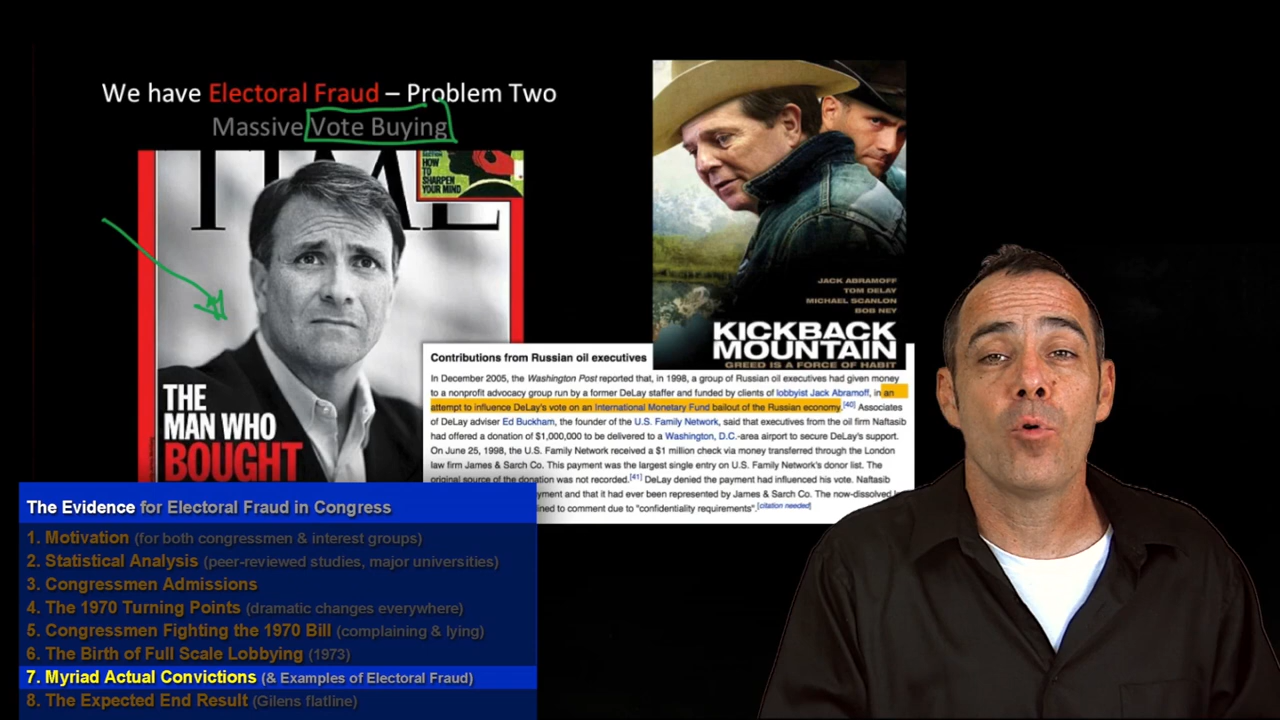 We have Electoral Fraud – Problem Two
Massive Vote Buying
TIME
HOW
TO
SHARPEN
YOUR MIND
THE
MAN WHO
BOUGHT
JACK ABRAMOFF
TOM DELAY
MICHAEL SCANLON
BOB NEY
KICKBACK
MOUNTAIN
GREED IS A FORCE OF HABIT
Contributions from Russian oil executives
In December 2005, the Washington Post reported that, in 1998, a group of Russian oil executives had given money
to a nonprofit advocacy group run by a former DeLay staffer and funded by clients of lobbyist Jack Abramoff, in an
attempt to influence DeLay's vote on an International Monetary Fund bailout of the Russian economy.[40] Associates
of DeLay adviser Ed Buckham, the founder of the U.S. Family Network, said that executives from the oil firm Naftasib
had offered a donation of $1,000,000 to be delivered to a Washington, D.C.-area airport to secure DeLay's support.
On June 25, 1998, the U.S. Family Network received a $1 million check via money transferred through the London
law firm James & Sarch Co. This payment was the largest single entry on U.S. Family Network's donor list. The
original source of the donation was not recorded.[41] DeLay denied the payment had influenced his vote. Naftasib
yment and that it had ever been represented by James & Sarch Co. The now-dissolved
ined to comment due to "confidentiality requirements".[citation needed]
The Evidence for Electoral Fraud in Congress
1. Motivation (for both congressmen & interest groups)
2. Statistical Analysis (peer-reviewed studies, major universities)
3. Congressmen Admissions
4. The 1970 Turning Points (dramatic changes everywhere)
5. Congressmen Fighting the 1970 Bill (complaining & lying)
6. The Birth of Full Scale Lobbying (1973)
7. Myriad Actual Convictions (& Examples of Electoral Fraud)
8. The Expected End Result (Gilens flatline)